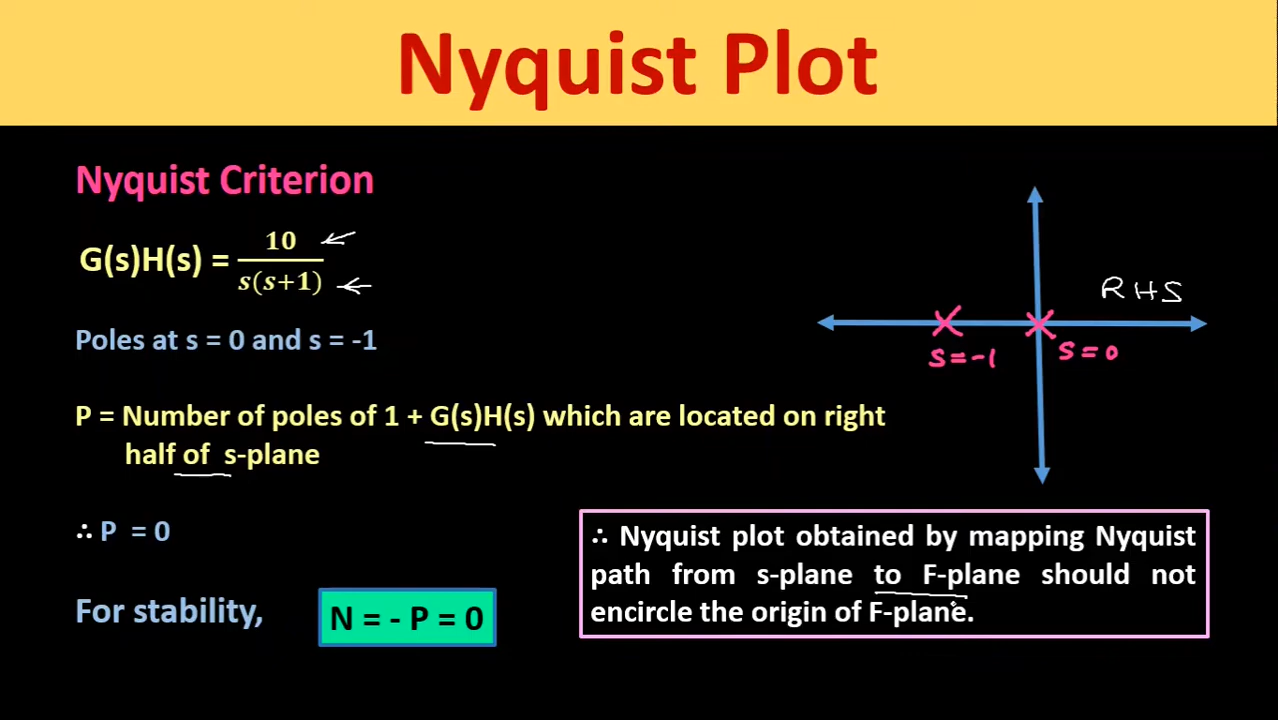 Nyquist Plot
Nyquist Criterion
G(s)H(s) = 10 / s(s+1)
RHS
Poles at s = 0 and s = -1
s=-1
s=0
P = Number of poles of 1 + G(s)H(s) which are located on right
half of s-plane
∴ P = 0
For stability,
N = - P = 0
∴ Nyquist plot obtained by mapping Nyquist
path from s-plane to F-plane should not
encircle the origin of F-plane.